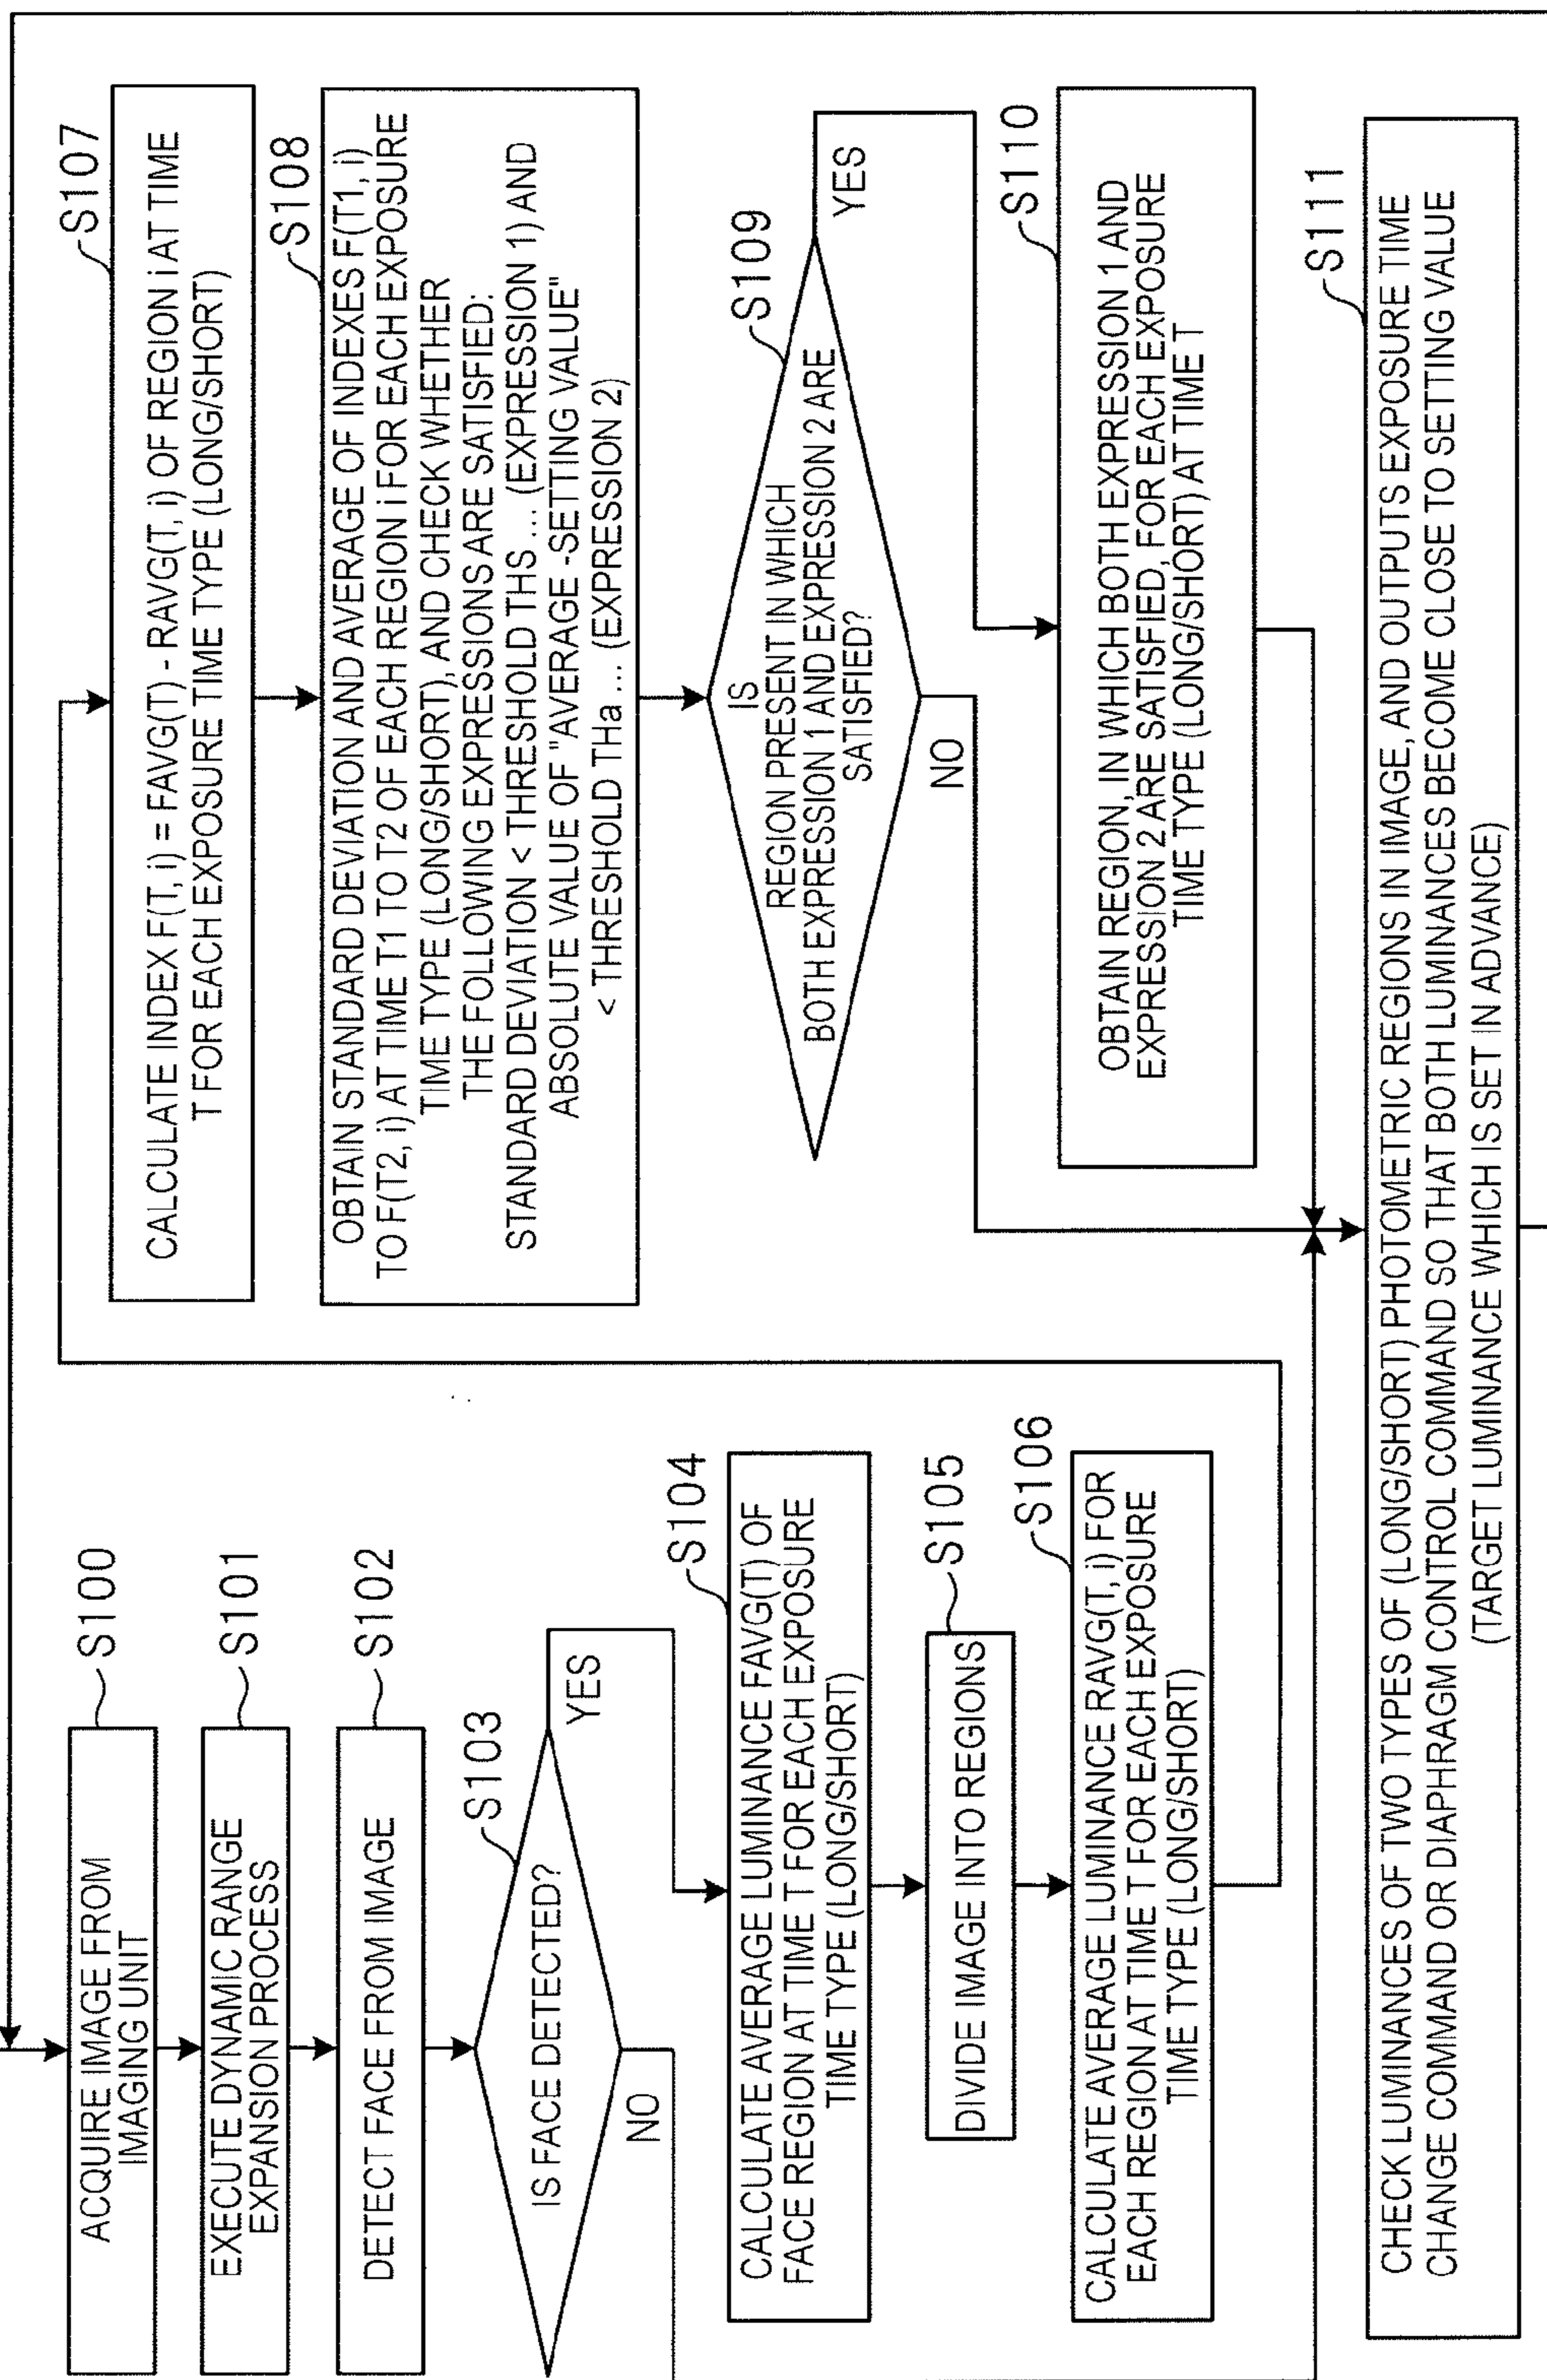 S100
ACQUIRE IMAGE FROM
IMAGING UNIT
S101
EXECUTE DYNAMIC RANGE
EXPANSION PROCESS
S102
DETECT FACE FROM IMAGE
S103
IS FACE DETECTED?
YES
NO
S104
CALCULATE AVERAGE LUMINANCE FAVG(T) OF
FACE REGION AT TIME T FOR EACH EXPOSURE
TIME TYPE (LONG/SHORT)
S105
DIVIDE IMAGE INTO REGIONS
S106
CALCULATE AVERAGE LUMINANCE RAVG(T, i) FOR
EACH REGION AT TIME T FOR EACH EXPOSURE
TIME TYPE (LONG/SHORT)
S107
CALCULATE INDEX F(T, i) = FAVG(T) - RAVG(T, i) OF REGION i AT TIME
T FOR EACH EXPOSURE TIME TYPE (LONG/SHORT)
S108
OBTAIN STANDARD DEVIATION AND AVERAGE OF INDEXES F(T1, i)
TO F(T2, i) AT TIME T1 TO T2 OF EACH REGION i FOR EACH EXPOSURE
TIME TYPE (LONG/SHORT), AND CHECK WHETHER
THE FOLLOWING EXPRESSIONS ARE SATISFIED:
STANDARD DEVIATION < THRESHOLD THS ... (EXPRESSION 1) AND
ABSOLUTE VALUE OF "AVERAGE -SETTING VALUE"
< THRESHOLD THa ... (EXPRESSION 2)
S109
IS
REGION PRESENT IN WHICH
BOTH EXPRESSION 1 AND EXPRESSION 2 ARE
SATISFIED?
YES
NO
S110
OBTAIN REGION, IN WHICH BOTH EXPRESSION 1 AND
EXPRESSION 2 ARE SATISFIED, FOR EACH EXPOSURE
TIME TYPE (LONG/SHORT) AT TIME T
S111
CHECK LUMINANCES OF TWO TYPES OF (LONG/SHORT) PHOTOMETRIC REGIONS IN IMAGE, AND OUTPUTS EXPOSURE TIME
CHANGE COMMAND OR DIAPHRAGM CONTROL COMMAND SO THAT BOTH LUMINANCES BECOME CLOSE TO SETTING VALUE
(TARGET LUMINANCE WHICH IS SET IN ADVANCE)